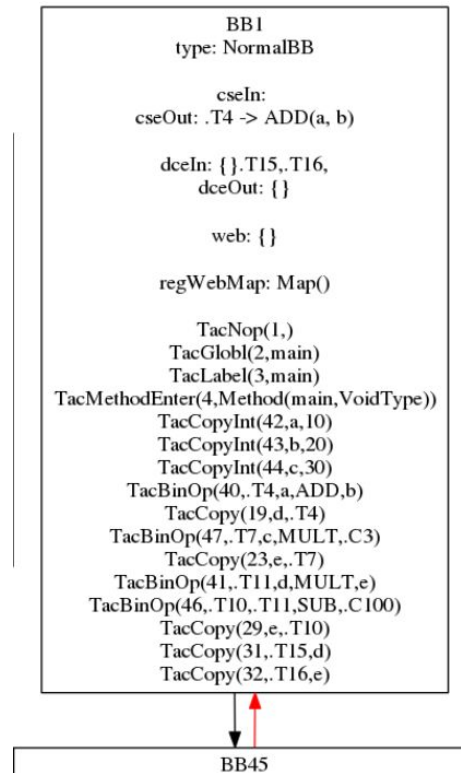 BB1
type: NormalBB
cseIn:
cseOut: .T4 -> ADD(a, b)
dceIn: {}.T15,.T16,
dceOut: {}
web: {}
regWebMap: Map()
TacNop(1,)
TacGlobl(2,main)
TacLabel(3,main)
TacMethodEnter(4,Method(main,VoidType))
TacCopyInt(42,a,10)
TacCopyInt(43,b,20)
TacCopyInt(44,c,30)
TacBinOp(40,.T4,a,ADD,b)
TacCopy(19,d,.T4)
TacBinOp(47,.T7,c,MULT,.C3)
TacCopy(23,e,.T7)
TacBinOp(41,.T11,d,MULT,e)
TacBinOp(46,.T10,.T11,SUB,.C100)
TacCopy(29,e,.T10)
TacCopy(31,.T15,d)
TacCopy(32,.T16,e)
BB45